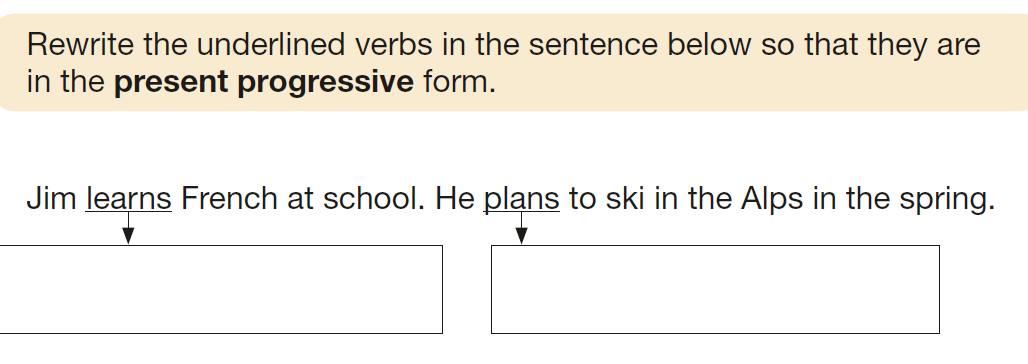 Rewrite the underlined verbs in the sentence below so that they are
in the present progressive form.
Jim learns French at school. He plans to ski in the Alps in the spring.